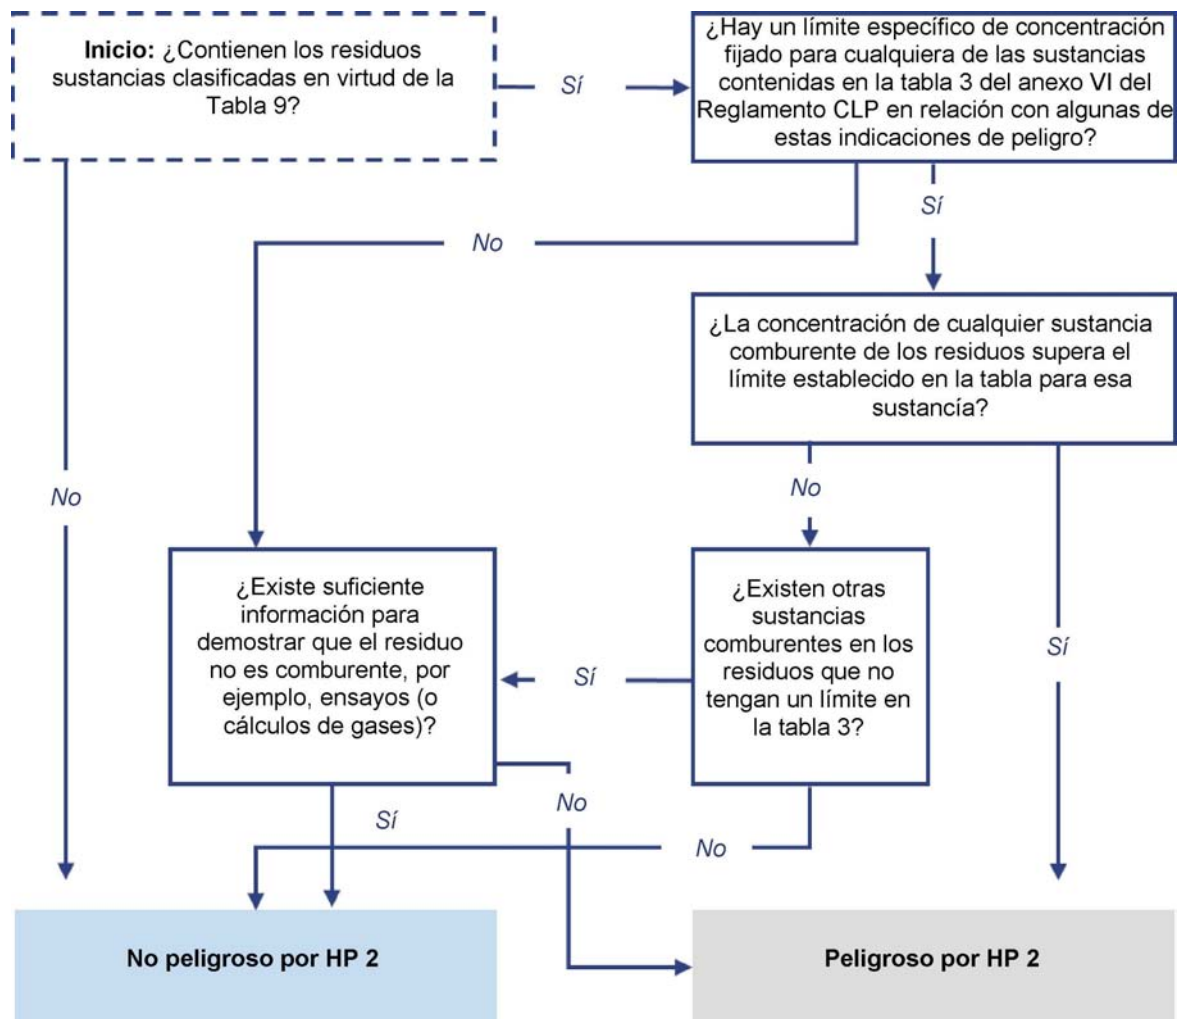 Inicio: ¿Contienen los residuos
sustancias clasificadas en virtud de la
Tabla 9?
Sí
¿Hay un límite específico de concentración
fijado para cualquiera de las sustancias
contenidas en la tabla 3 del anexo VI del
Reglamento CLP en relación con algunas de
estas indicaciones de peligro?
Sí
No
¿La concentración de cualquier sustancia
comburente de los residuos supera el
límite establecido en la tabla para esa
sustancía?
No
No
Sí
¿Existe suficiente
información para
demostrar que el residuo
no es comburente, por
ejemplo, ensayos (o
cálculos de gases)?
Sí
¿Existen otras
sustancias
comburentes en los
residuos que no
tengan un límite en
la tabla 3?
No
Sí
No
No peligroso por HP 2
Peligroso por HP 2